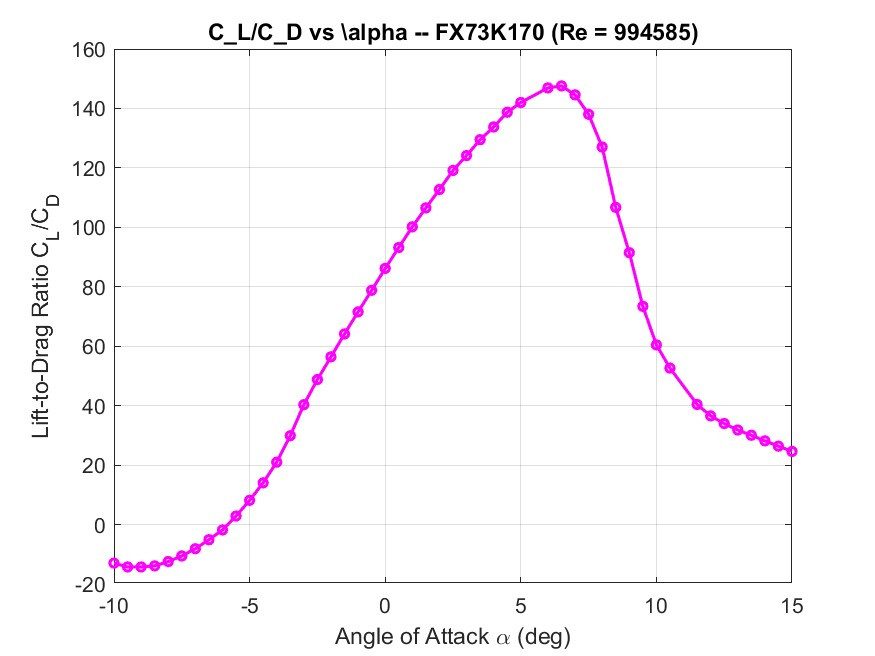 C_L/C_D vs \alpha -- FX73K170 (Re = 994585)
160
140
120
100
80
60
40
20
0
-20
Lift-to-Drag Ratio C_L/C_D
-10 -5 0 5 10 15
Angle of Attack α (deg)